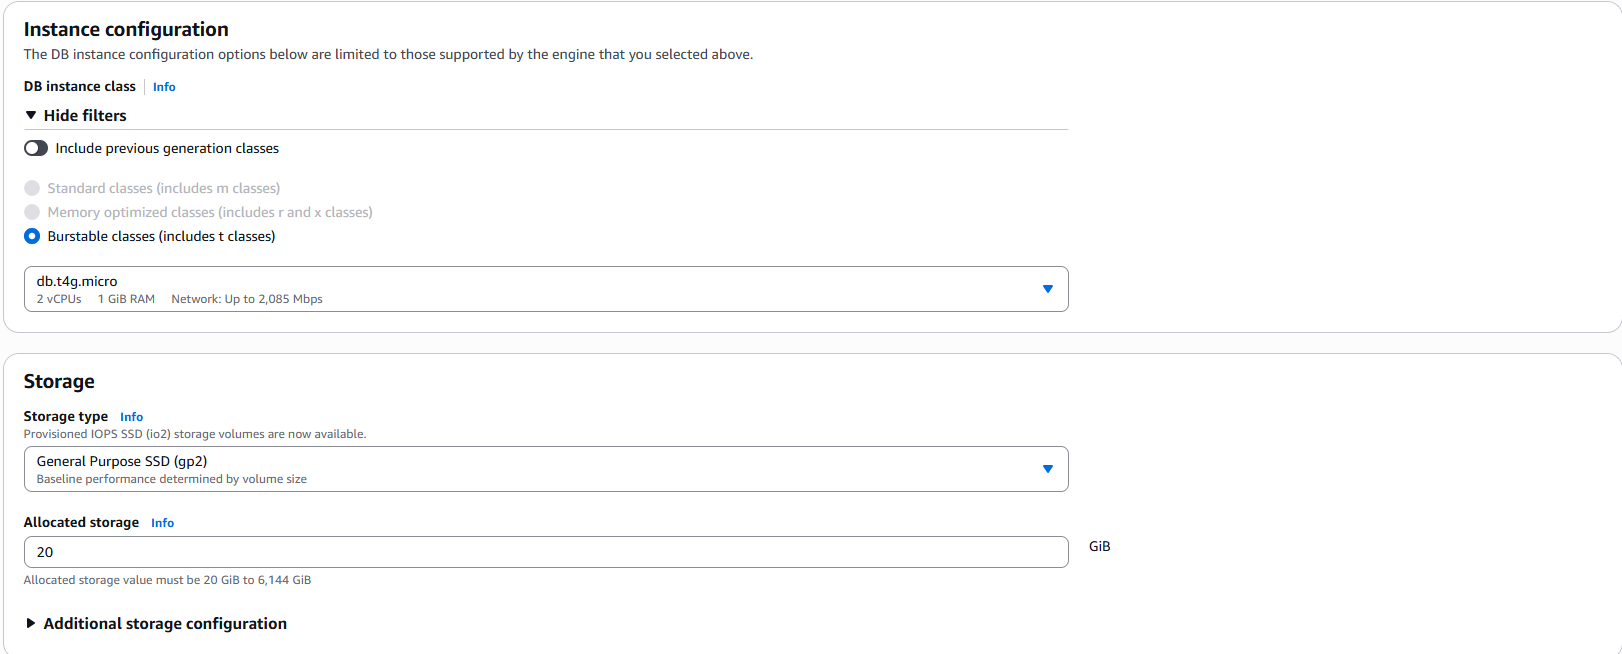 Instance configuration
The DB instance configuration options below are limited to those supported by the engine that you selected above.
DB instance class Info
Hide filters
Include previous generation classes
Standard classes (includes m classes)
Memory optimized classes (includes r and x classes)
Burstable classes (includes t classes)
db.t4g.micro
2 vCPUs 1 GiB RAM Network: Up to 2,085 Mbps
Storage
Storage type Info
Provisioned IOPS SSD (io2) storage volumes are now available.
General Purpose SSD (gp2)
Baseline performance determined by volume size
Allocated storage Info
20
GiB
Allocated storage value must be 20 GiB to 6,144 GiB
Additional storage configuration